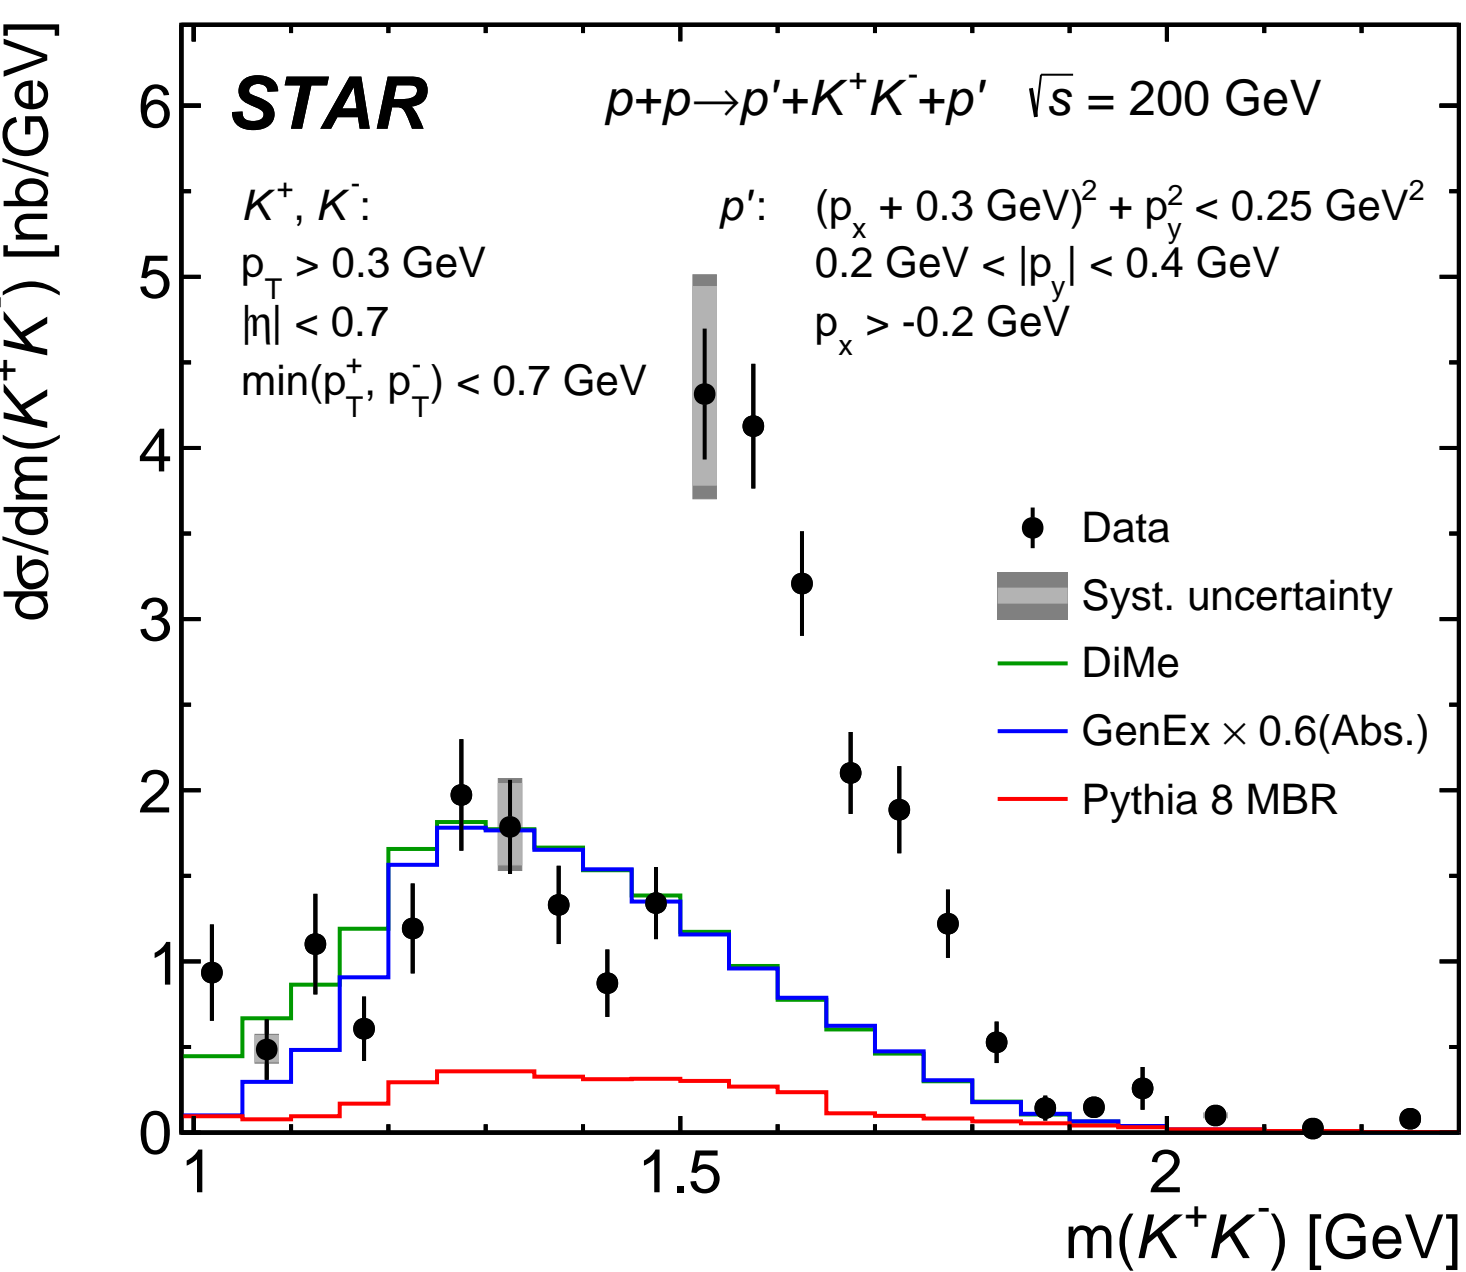 dσ/dm(K⁺K⁻) [nb/GeV]
STAR
p+p→p′+K⁺K⁻+p′ √s = 200 GeV
K⁺, K⁻:
p_T > 0.3 GeV
|η| < 0.7
min(p_T⁺, p_T⁻) < 0.7 GeV
p′: (p_x + 0.3 GeV)² + p_y² < 0.25 GeV²
0.2 GeV < |p_y| < 0.4 GeV
p_x > -0.2 GeV
Data
Syst. uncertainty
DiMe
GenEx × 0.6(Abs.)
Pythia 8 MBR
6
5
4
3
2
1
0
1 1.5 2
m(K⁺K⁻) [GeV]